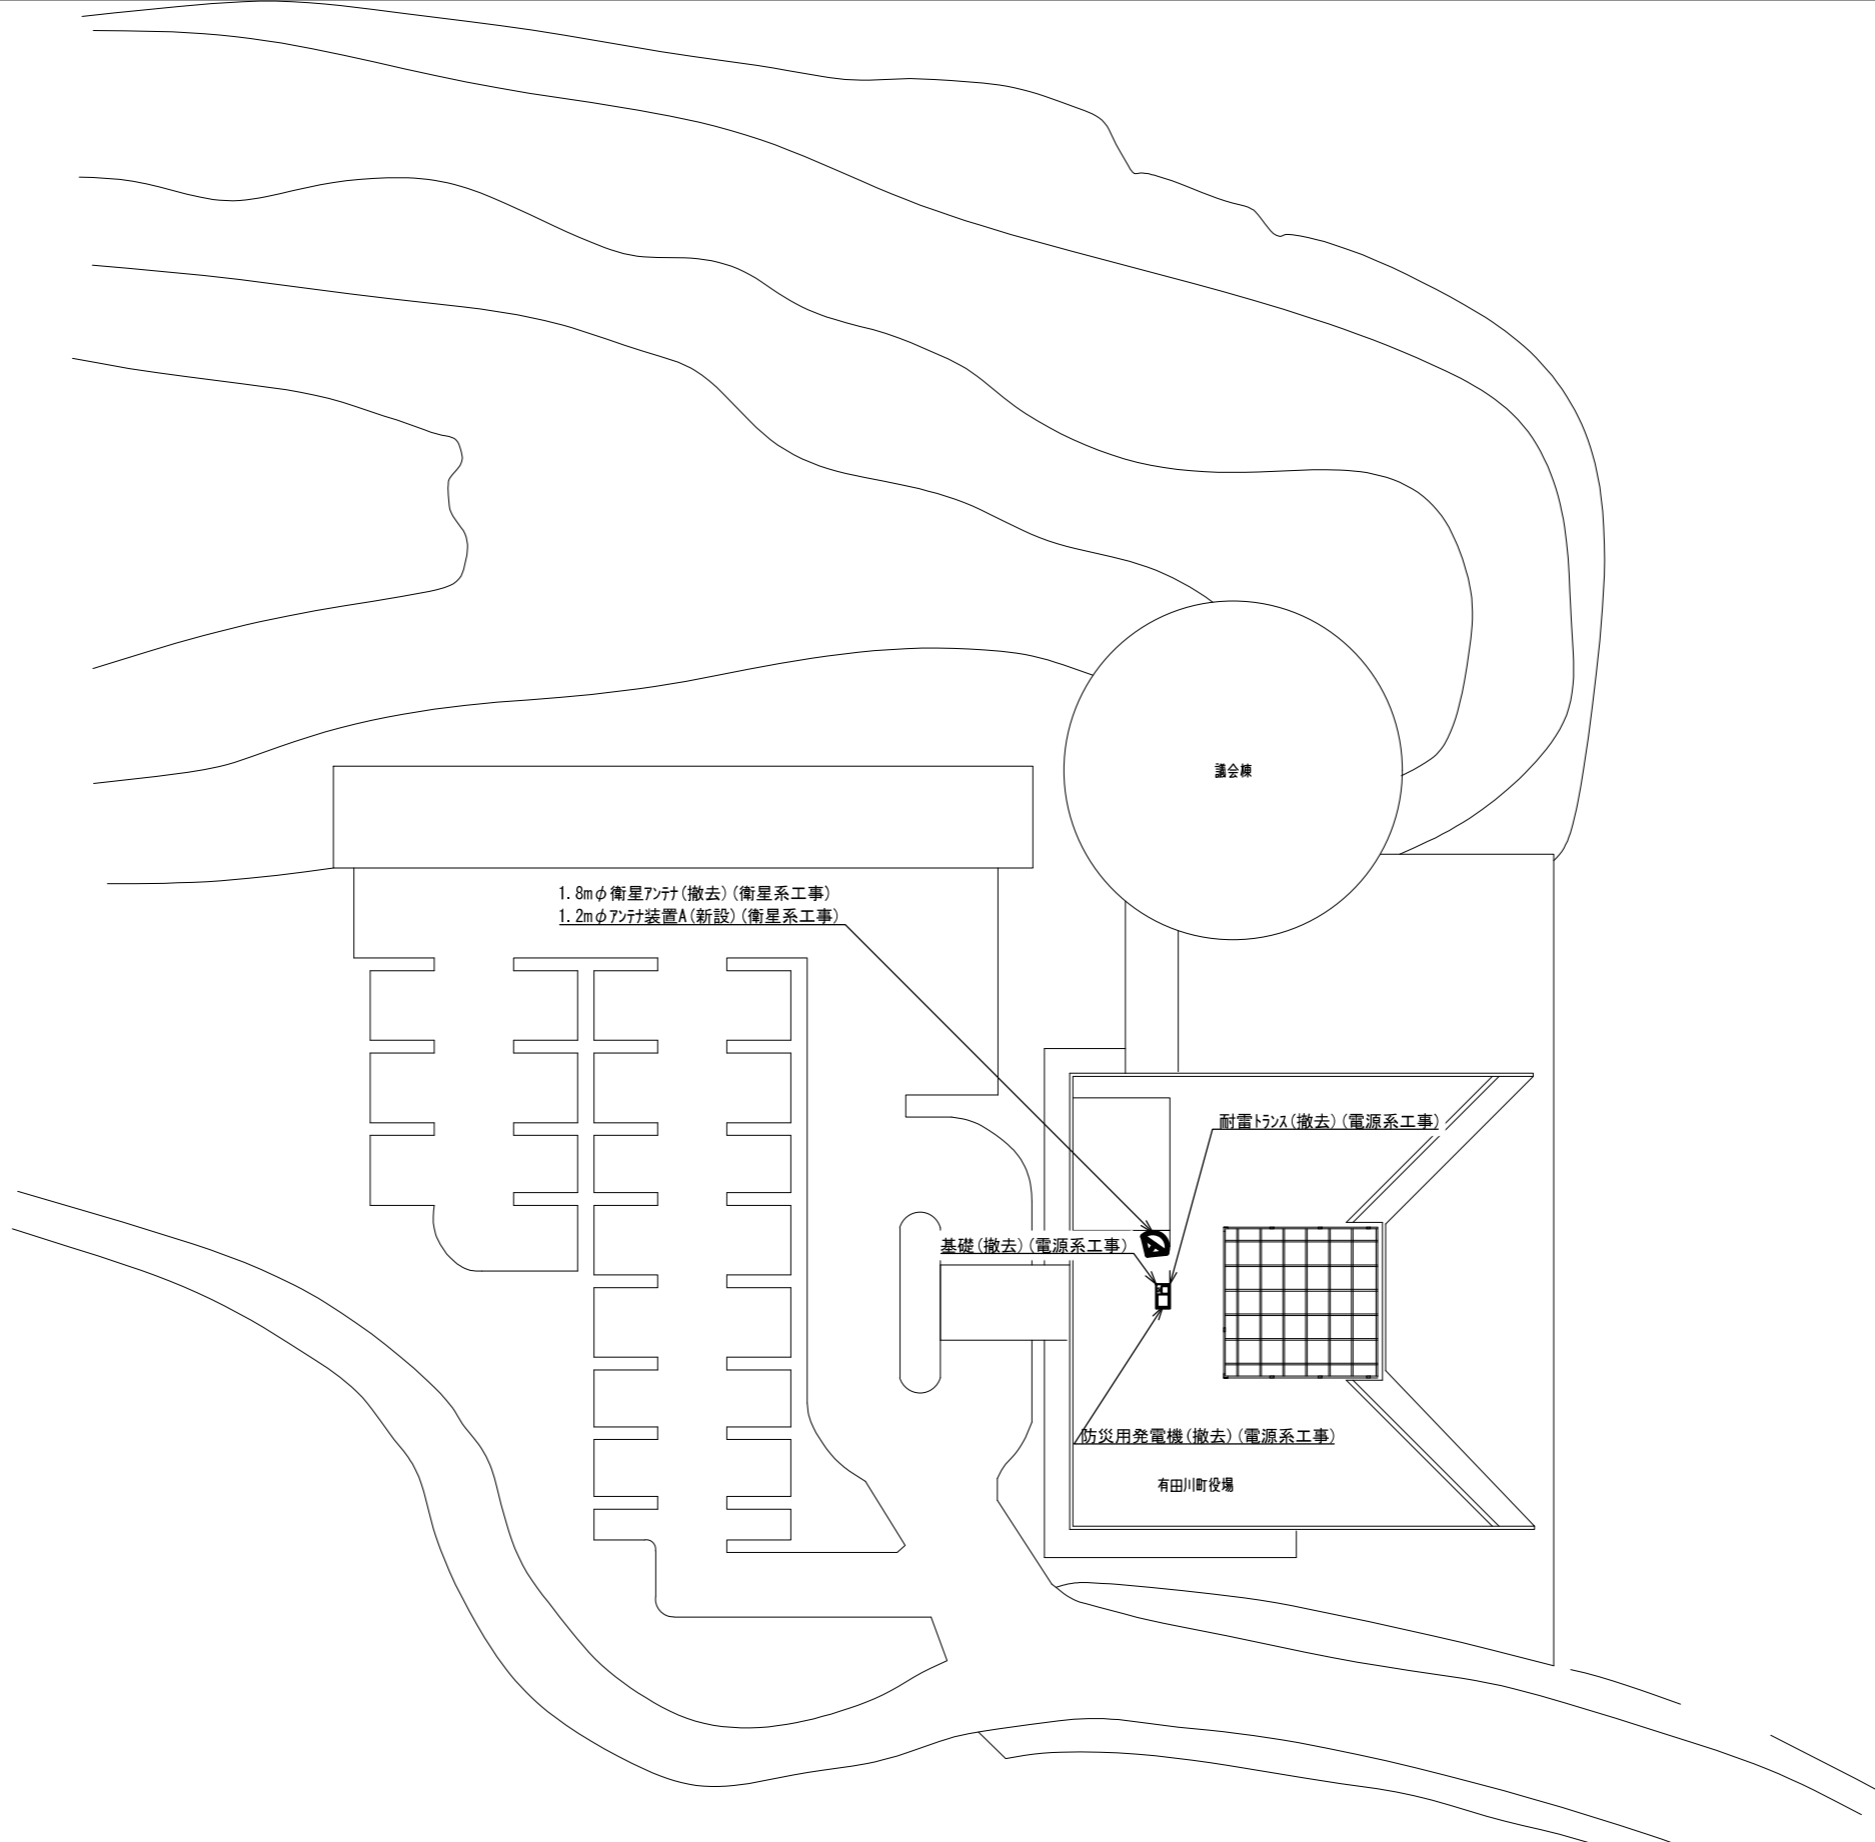 議会棟
1.8mφ衛星ｱﾝﾃﾅ(撤去)(衛星系工事)
1.2mφｱﾝﾃﾅ装置A(新設)(衛星系工事)
耐雷ﾄﾗﾝｽ(撤去)(電源系工事)
基礎(撤去)(電源系工事)
防災用発電機(撤去)(電源系工事)
有田川町役場